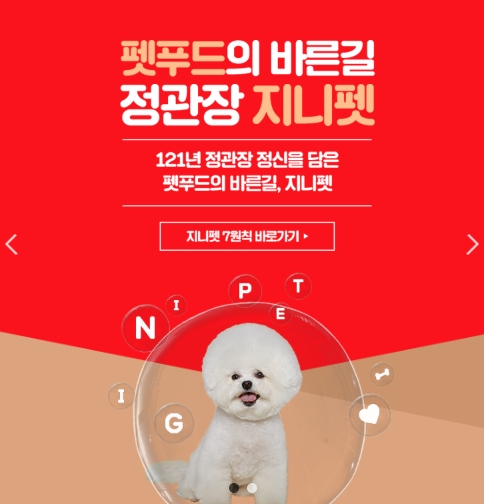 펫푸드의 바른길
정관장 지니펫
121년 정관장 정신을 담은
펫푸드의 바른길, 지니펫
지니펫 7원칙 바로가기 ▸
G
I
N
I
P
E
T